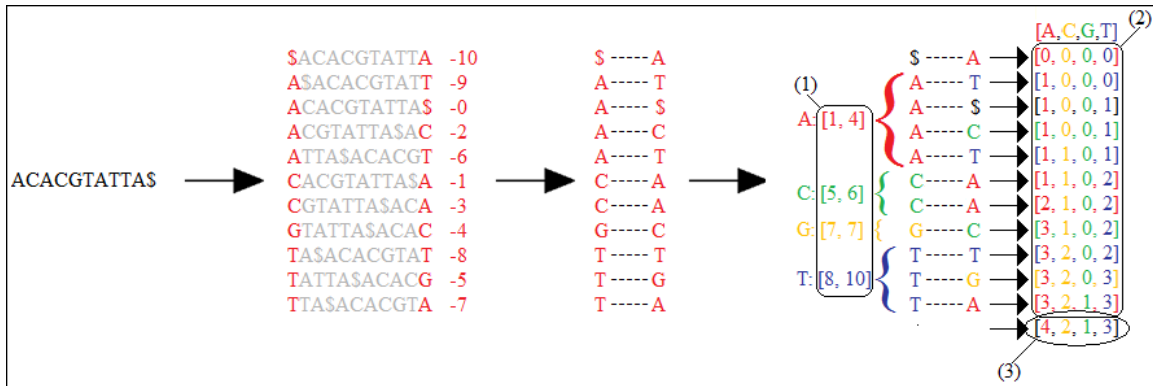 ACACGTATTA$
$ACACGTATTA -10
A$ACACGTATT -9
ACACGTATTA$ -0
ACGTATTA$AC -2
ATTA$ACACGT -6
CACGTATTA$A -1
CGTATTA$ACA -3
GTATTA$ACAC -4
TA$ACACGTAT -8
TATTA$ACACG -5
TTA$ACACGTA -7
$-----A
A-----T
A-----$
A-----C
A-----T
C-----A
C-----A
G-----C
T-----T
T-----G
T-----A
(1)
A: [1, 4]
C: [5, 6]
G: [7, 7]
T: [8, 10]
$-----A
A-----T
A-----$
A-----C
A-----T
C-----A
C-----A
G-----C
T-----T
T-----G
T-----A
(2)
[A,C,G,T]
[0, 0, 0, 0]
[1, 0, 0, 0]
[1, 0, 0, 1]
[1, 0, 0, 1]
[1, 1, 0, 1]
[1, 1, 0, 2]
[2, 1, 0, 2]
[3, 1, 0, 2]
[3, 2, 0, 2]
[3, 2, 0, 3]
[3, 2, 1, 3]
[4, 2, 1, 3]
(3)